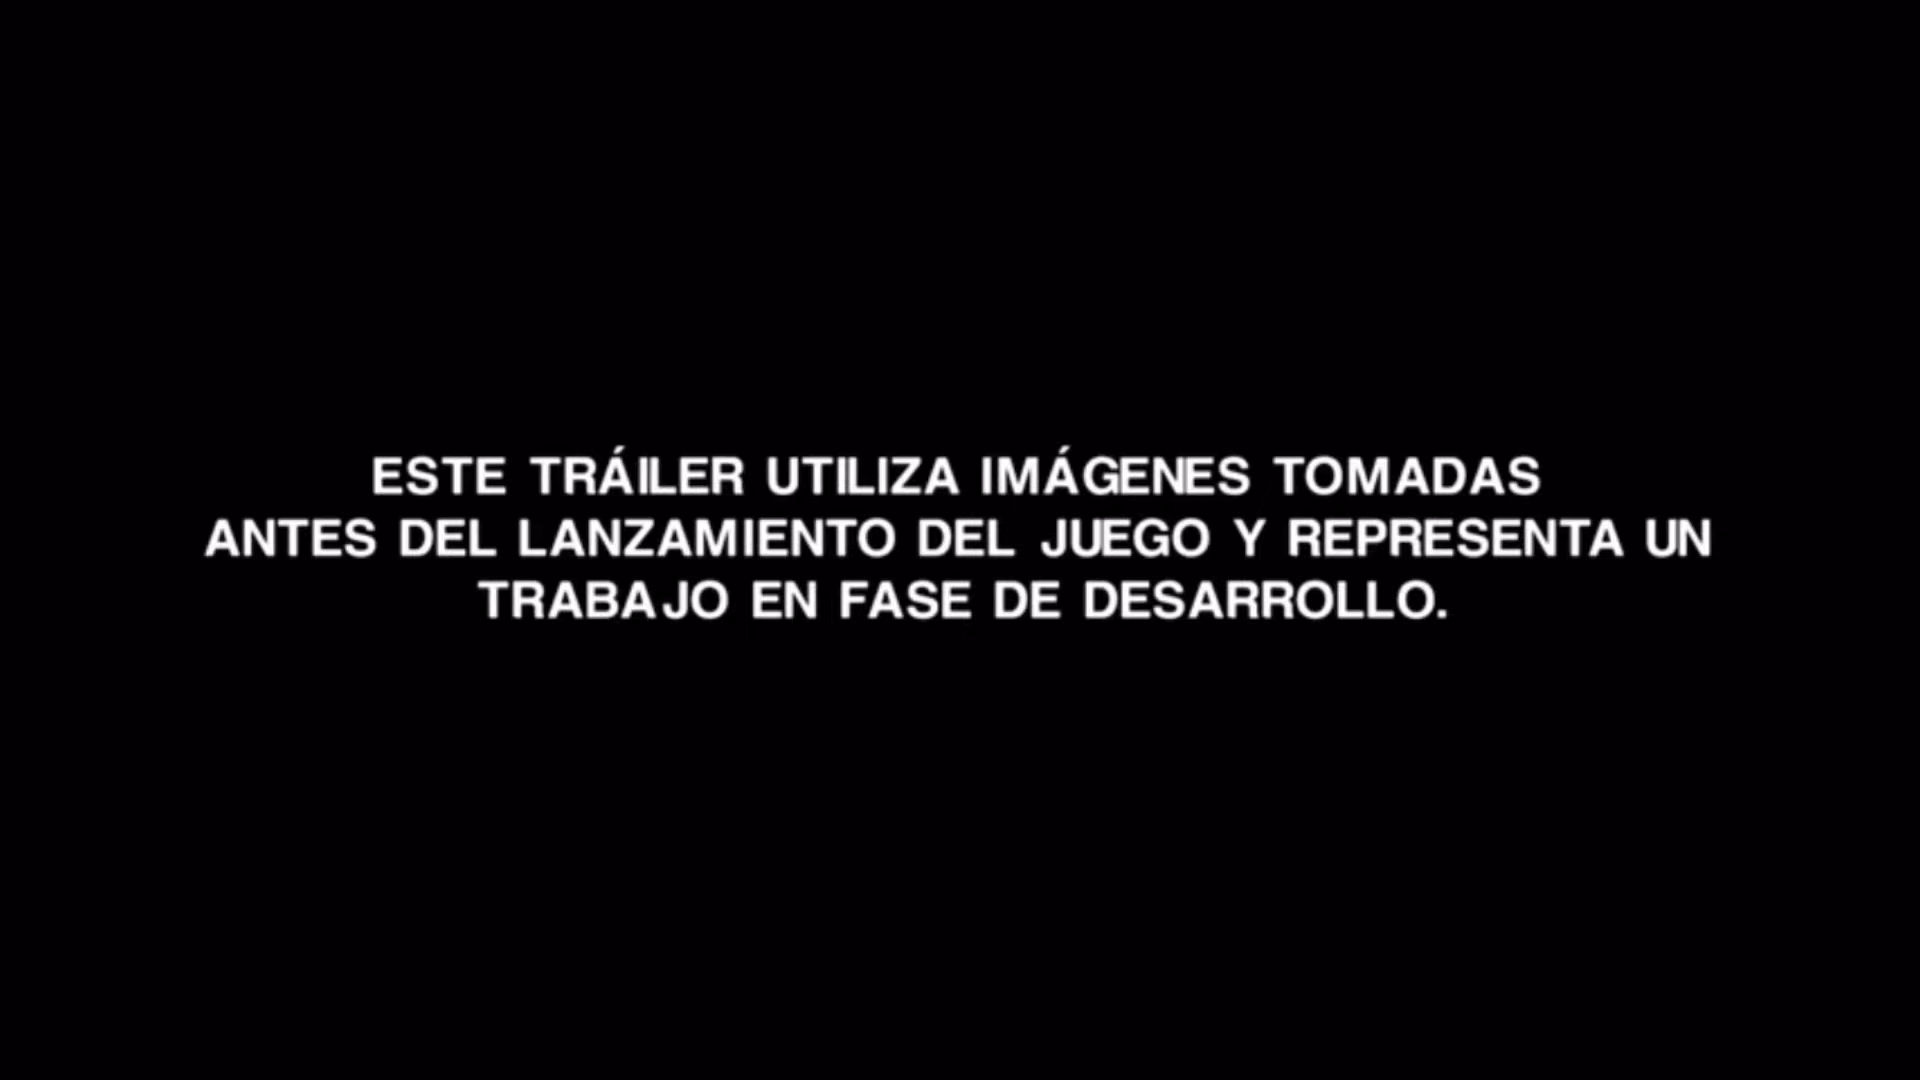 ESTE TRÁILER UTILIZA IMÁGENES TOMADAS
ANTES DEL LANZAMIENTO DEL JUEGO Y REPRESENTA UN
TRABAJO EN FASE DE DESARROLLO.